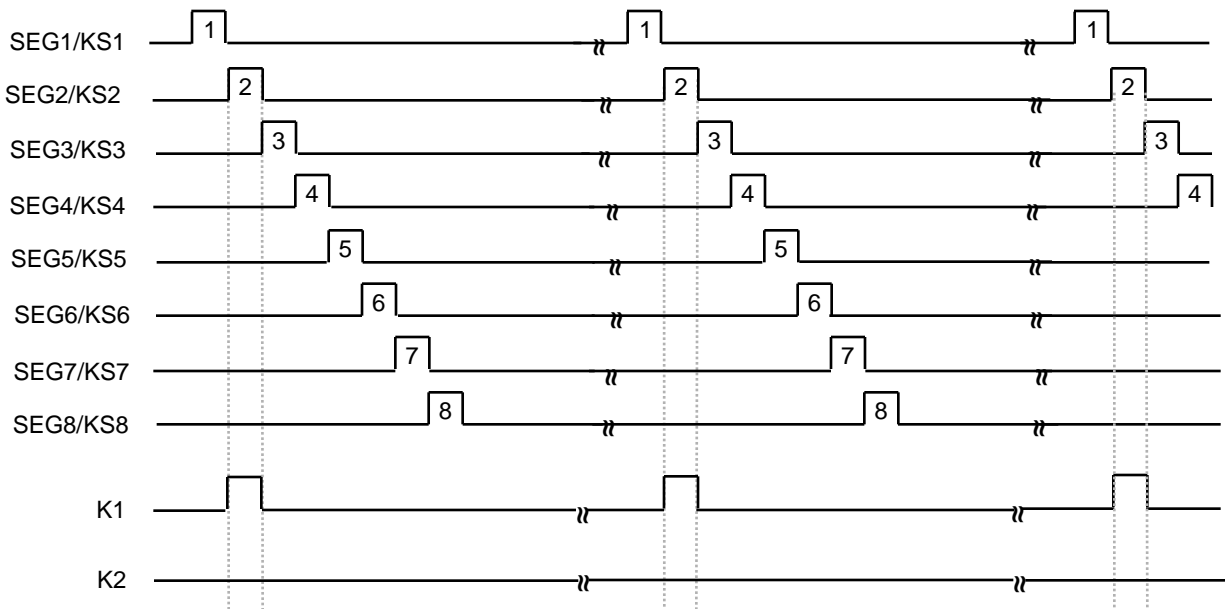 SEG1/KS1 1 1 1
SEG2/KS2 2 2 2
SEG3/KS3 3 3 3
SEG4/KS4 4 4 4
SEG5/KS5 5 5
SEG6/KS6 6 6
SEG7/KS7 7 7
SEG8/KS8 8 8
K1
K2